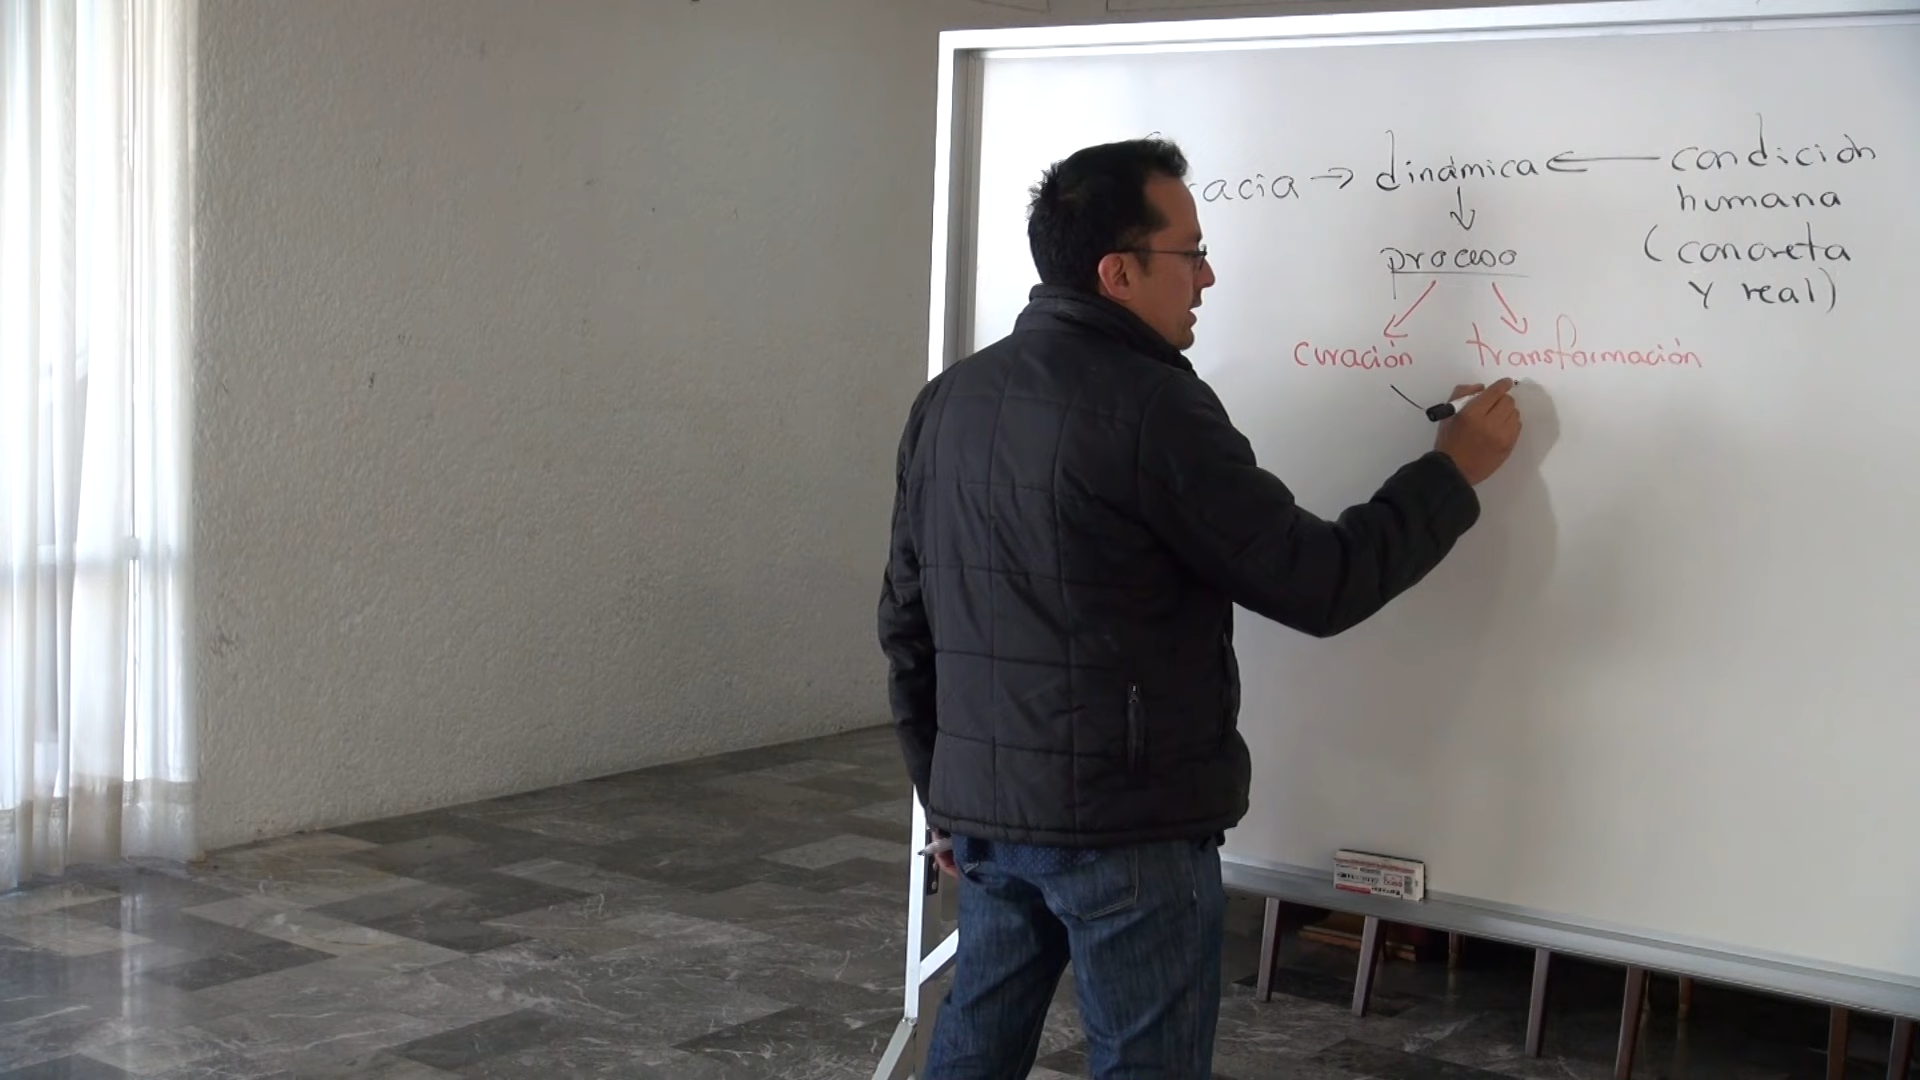 racia → dinámica ← condición
humana
(concreta
y real)
↓
proceso
curación transformación